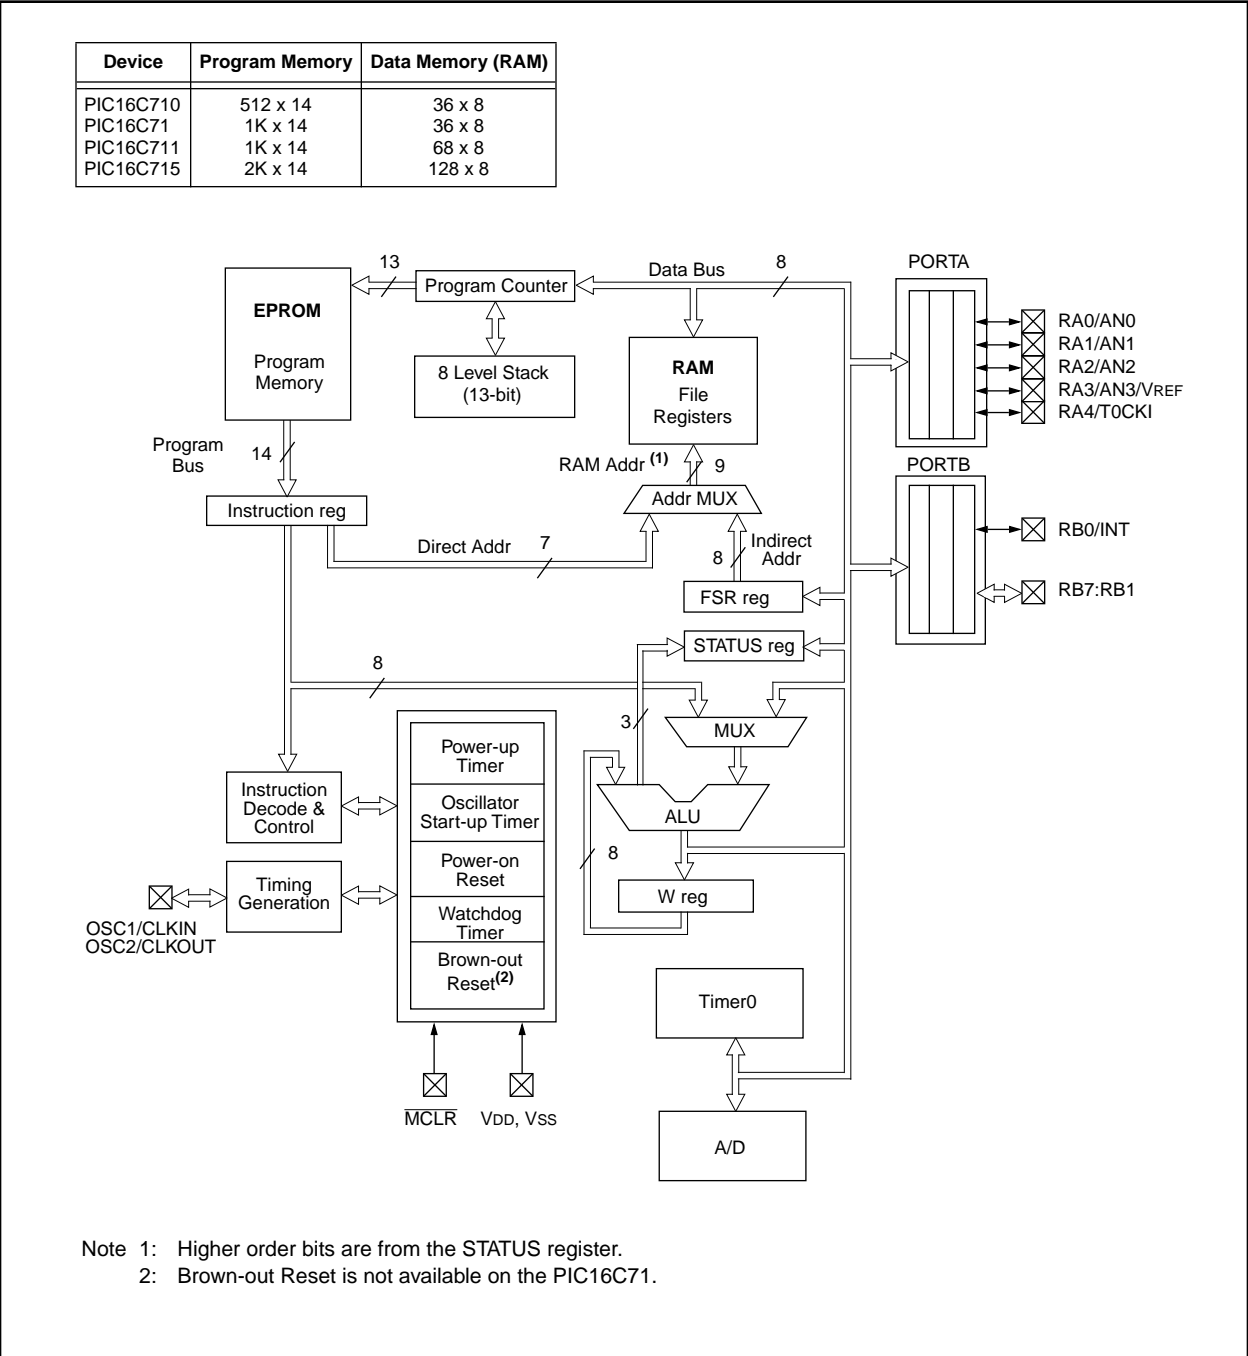 Device Program Memory Data Memory (RAM)
PIC16C710 512 x 14 36 x 8
PIC16C71 1K x 14 36 x 8
PIC16C711 1K x 14 68 x 8
PIC16C715 2K x 14 128 x 8
EPROM
Program
Memory
13
Program Counter
8 Level Stack
(13-bit)
Data Bus
8
RAM
File
Registers
PORTA
RA0/AN0
RA1/AN1
RA2/AN2
RA3/AN3/VREF
RA4/T0CKI
PORTB
RB0/INT
RB7:RB1
Program
Bus
14
Instruction reg
RAM Addr (1)
9
Addr MUX
Direct Addr
7
8
Indirect
Addr
FSR reg
STATUS reg
8
3
MUX
ALU
8
W reg
Power-up
Timer
Oscillator
Start-up Timer
Power-on
Reset
Watchdog
Timer
Brown-out
Reset(2)
Instruction
Decode &
Control
Timing
Generation
OSC1/CLKIN
OSC2/CLKOUT
MCLR
VDD, VSS
Timer0
A/D
Note 1: Higher order bits are from the STATUS register.
2: Brown-out Reset is not available on the PIC16C71.